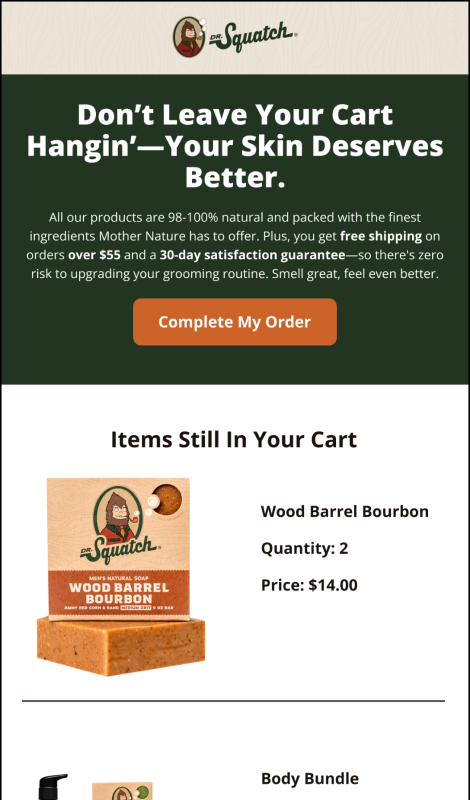 DR. Squatch®
Don’t Leave Your Cart
Hangin’—Your Skin Deserves
Better.
All our products are 98-100% natural and packed with the finest
ingredients Mother Nature has to offer. Plus, you get free shipping on
orders over $55 and a 30-day satisfaction guarantee—so there's zero
risk to upgrading your grooming routine. Smell great, feel even better.
Complete My Order
Items Still In Your Cart
DR. Squatch®
MEN'S NATURAL SOAP
WOOD BARREL
BOURBON
JIMMY RED CORN & SAND MEDIUM GRIT 5 OZ BAR
Wood Barrel Bourbon
Quantity: 2
Price: $14.00
Body Bundle